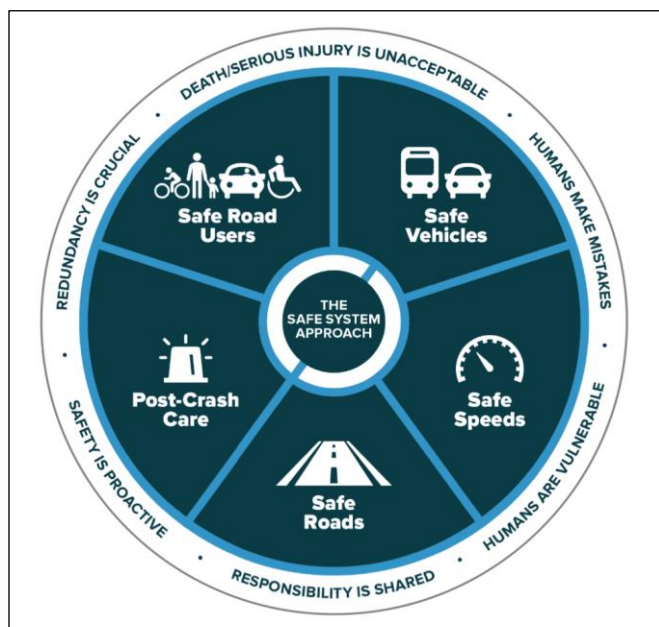 DEATH/SERIOUS INJURY IS UNACCEPTABLE
HUMANS MAKE MISTAKES
HUMANS ARE VULNERABLE
RESPONSIBILITY IS SHARED
SAFETY IS PROACTIVE
REDUNDANCY IS CRUCIAL
Safe Road
Users
Safe
Vehicles
Safe
Speeds
Safe
Roads
Post-Crash
Care
THE
SAFE SYSTEM
APPROACH